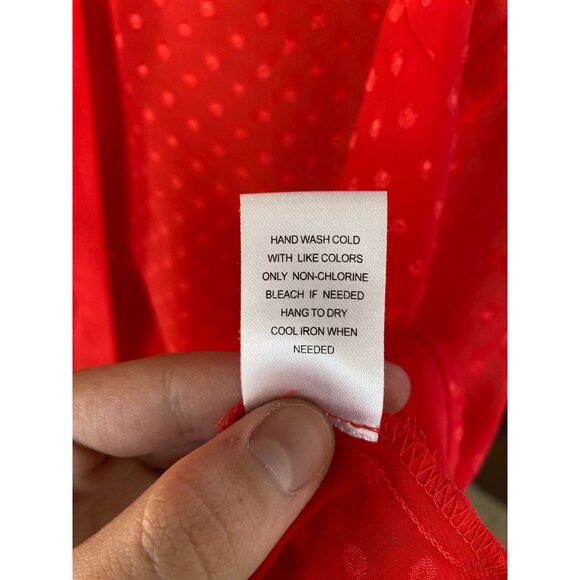 HAND WASH COLD
WITH LIKE COLORS
ONLY NON-CHLORINE
BLEACH IF NEEDED
HANG TO DRY
COOL IRON WHEN
NEEDED